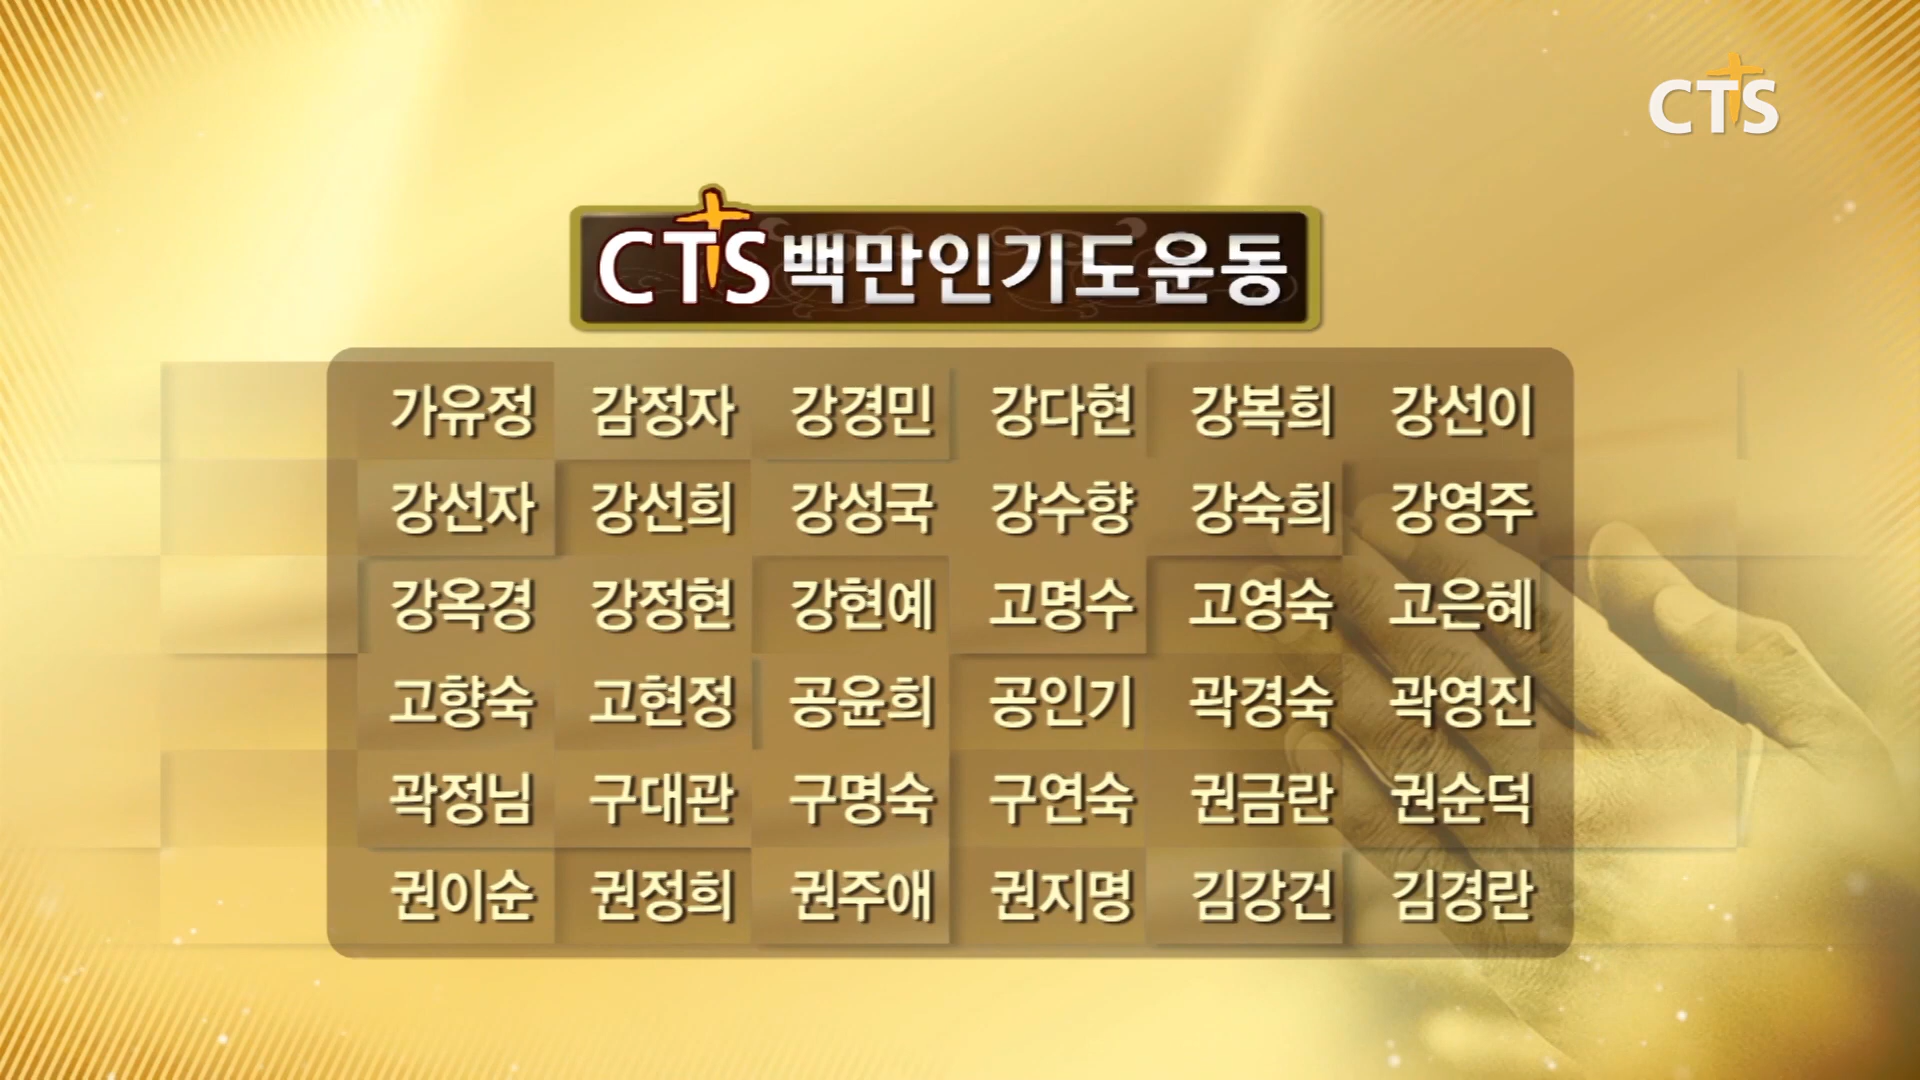 CTS
CTS백만인기도운동
가유정 감정자 강경민 강다현 강복희 강선이
강선자 강선희 강성국 강수향 강숙희 강영주
강옥경 강정현 강현예 고명수 고영숙 고은혜
고향숙 고현정 공윤희 공인기 곽경숙 곽영진
곽정님 구대관 구명숙 구연숙 권금란 권순덕
권이순 권정희 권주애 권지명 김강건 김경란